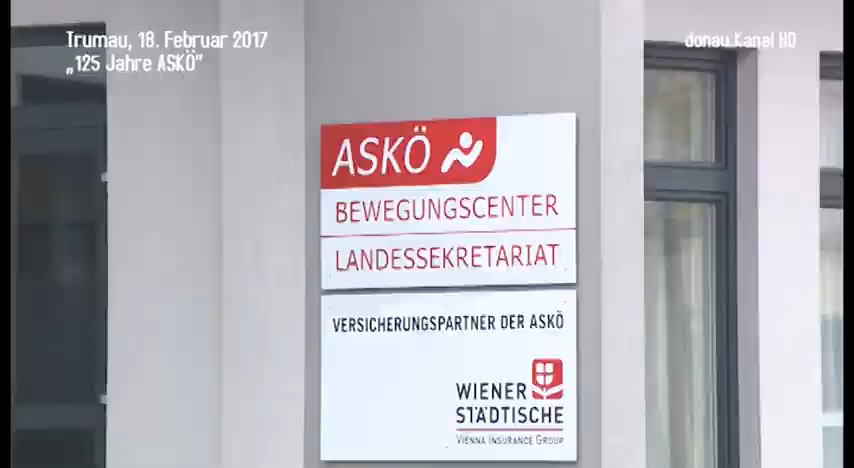 Trumau, 18. Februar 2017
„125 Jahre ASKÖ”
donau Kanal HD
ASKÖ
BEWEGUNGSCENTER
LANDESSEKRETARIAT
VERSICHERUNGSPARTNER DER ASKÖ
WIENER
STÄDTISCHE
VIENNA INSURANCE GROUP